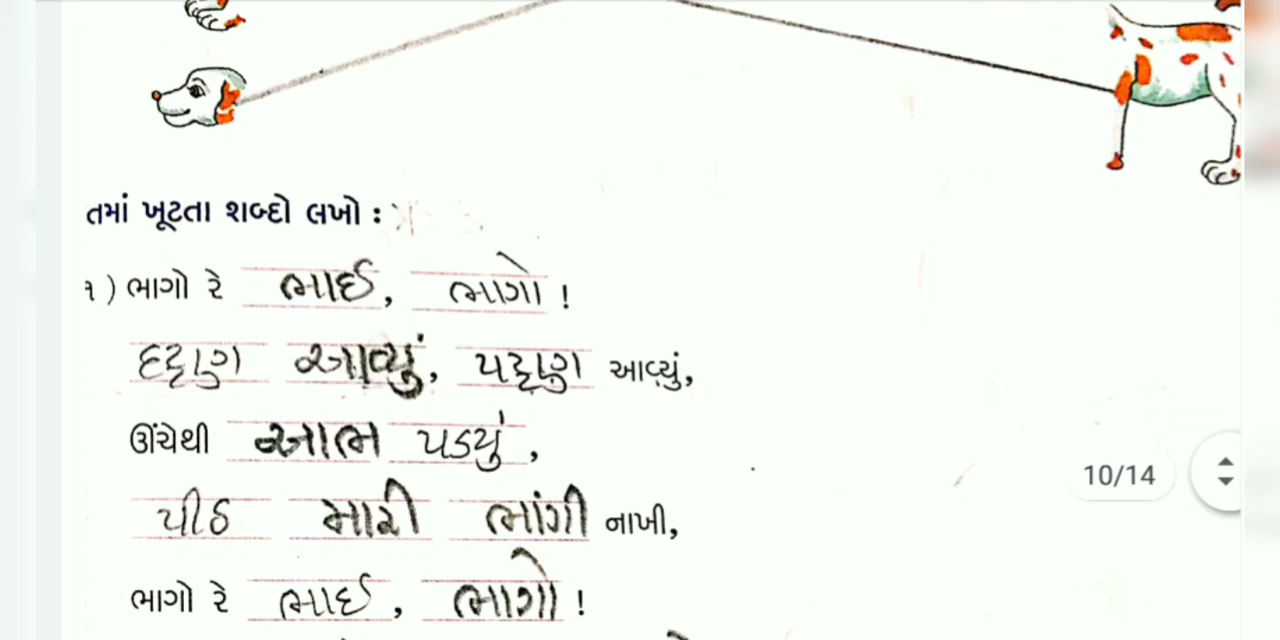 તમાં ખૂટતા શબ્દો લખો :
૧ ) ભાગો રે ભાઈ, ભાગો !
દદ્દાણ આવ્યું, પદ્દાણ આવ્યું,
ઊંચેથી આભ પડ્યું,
પીઠ મારી ભાંગી નાખી,
10/14
ભાગો રે ભાઈ, ભાગો !